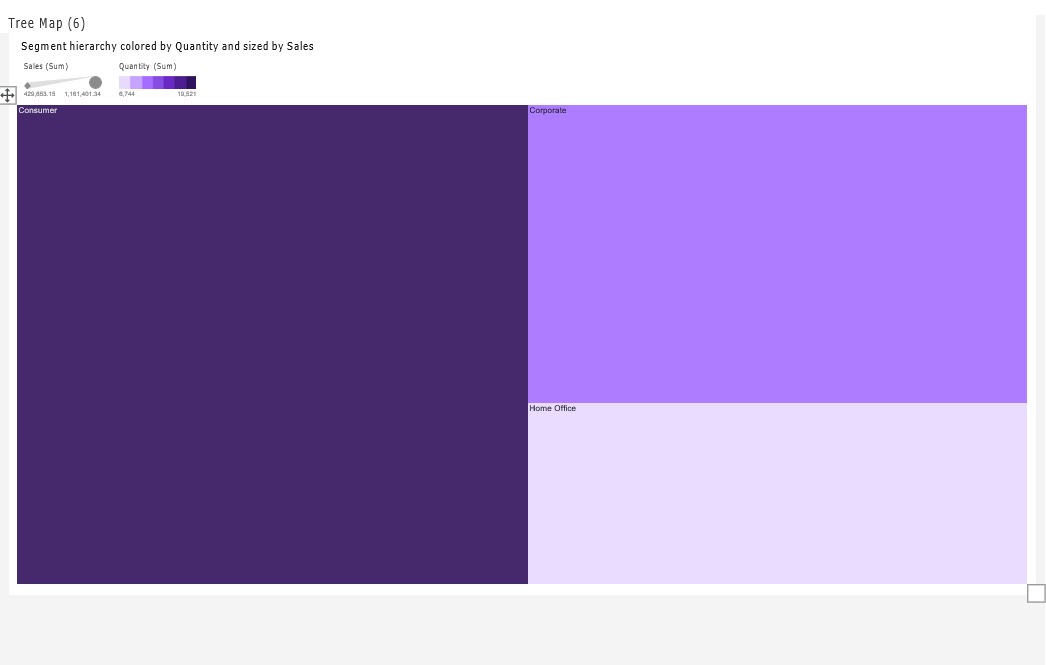 Tree Map (6)
Segment hierarchy colored by Quantity and sized by Sales
Sales (Sum) Quantity (Sum)
429,653.15 1,161,401.34 6,744 19,521
Consumer Corporate
Home Office